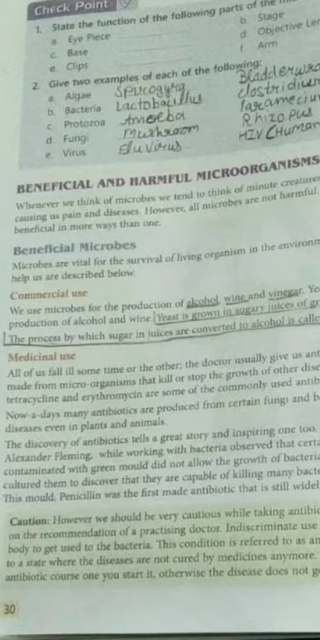 Check Point
1. State the function of the following parts of the
a. Eye Piece
b. Stage
c. Base
d. Objective Len
e. Clips
f. Arm
2. Give two examples of each of the following:
a. Algae Spurogyra Bladderwro
b. Bacteria Lactobacillus clostridium
c. Protozoa Amoeba Parameciu
d. Fungi Mushroom Rhizo Pus
e. Virus Flu Virus HIV (Human
BENEFICIAL AND HARMFUL MICROORGANISMS
Whenever we think of microbes we tend to think of minute creature
causing us pain and diseases. However, all microbes are not harmful.
beneficial in more ways than one.
Beneficial Microbes
Microbes are vital for the survival of living organism in the environm
help us are described below.
Commercial use
We use microbes for the production of alcohol, wine and vinegar. Ye
production of alcohol and wine. Yeast is grown in sugary juices of gr
The process by which sugar in juices are converted to alcohol is calle
Medicinal use
All of us fall ill some time or the other; the doctor usually give us ant
made from micro-organisms that kill or stop the growth of other dise
tetracycline and erythromycin are some of the commonly used antib
Now-a-days many antibiotics are produced from certain fungi and b
diseases even in plants and animals.
The discovery of antibiotics tells a great story and inspiring one too.
Alexander Fleming, while working with bacteria observed that certa
contaminated with green mould did not allow the growth of bacteria
cultured them to discover that they are capable of killing many bacte
This mould, Penicillin was the first made antibiotic that is still widel
Caution: However we should be very cautious while taking antibio
on the recommendation of a practising doctor. Indiscriminate use
body to get used to the bacteria. This condition is referred to as an
to a state where the diseases are not cured by medicines anymore.
antibiotic course one you start it, otherwise the disease does not g
30